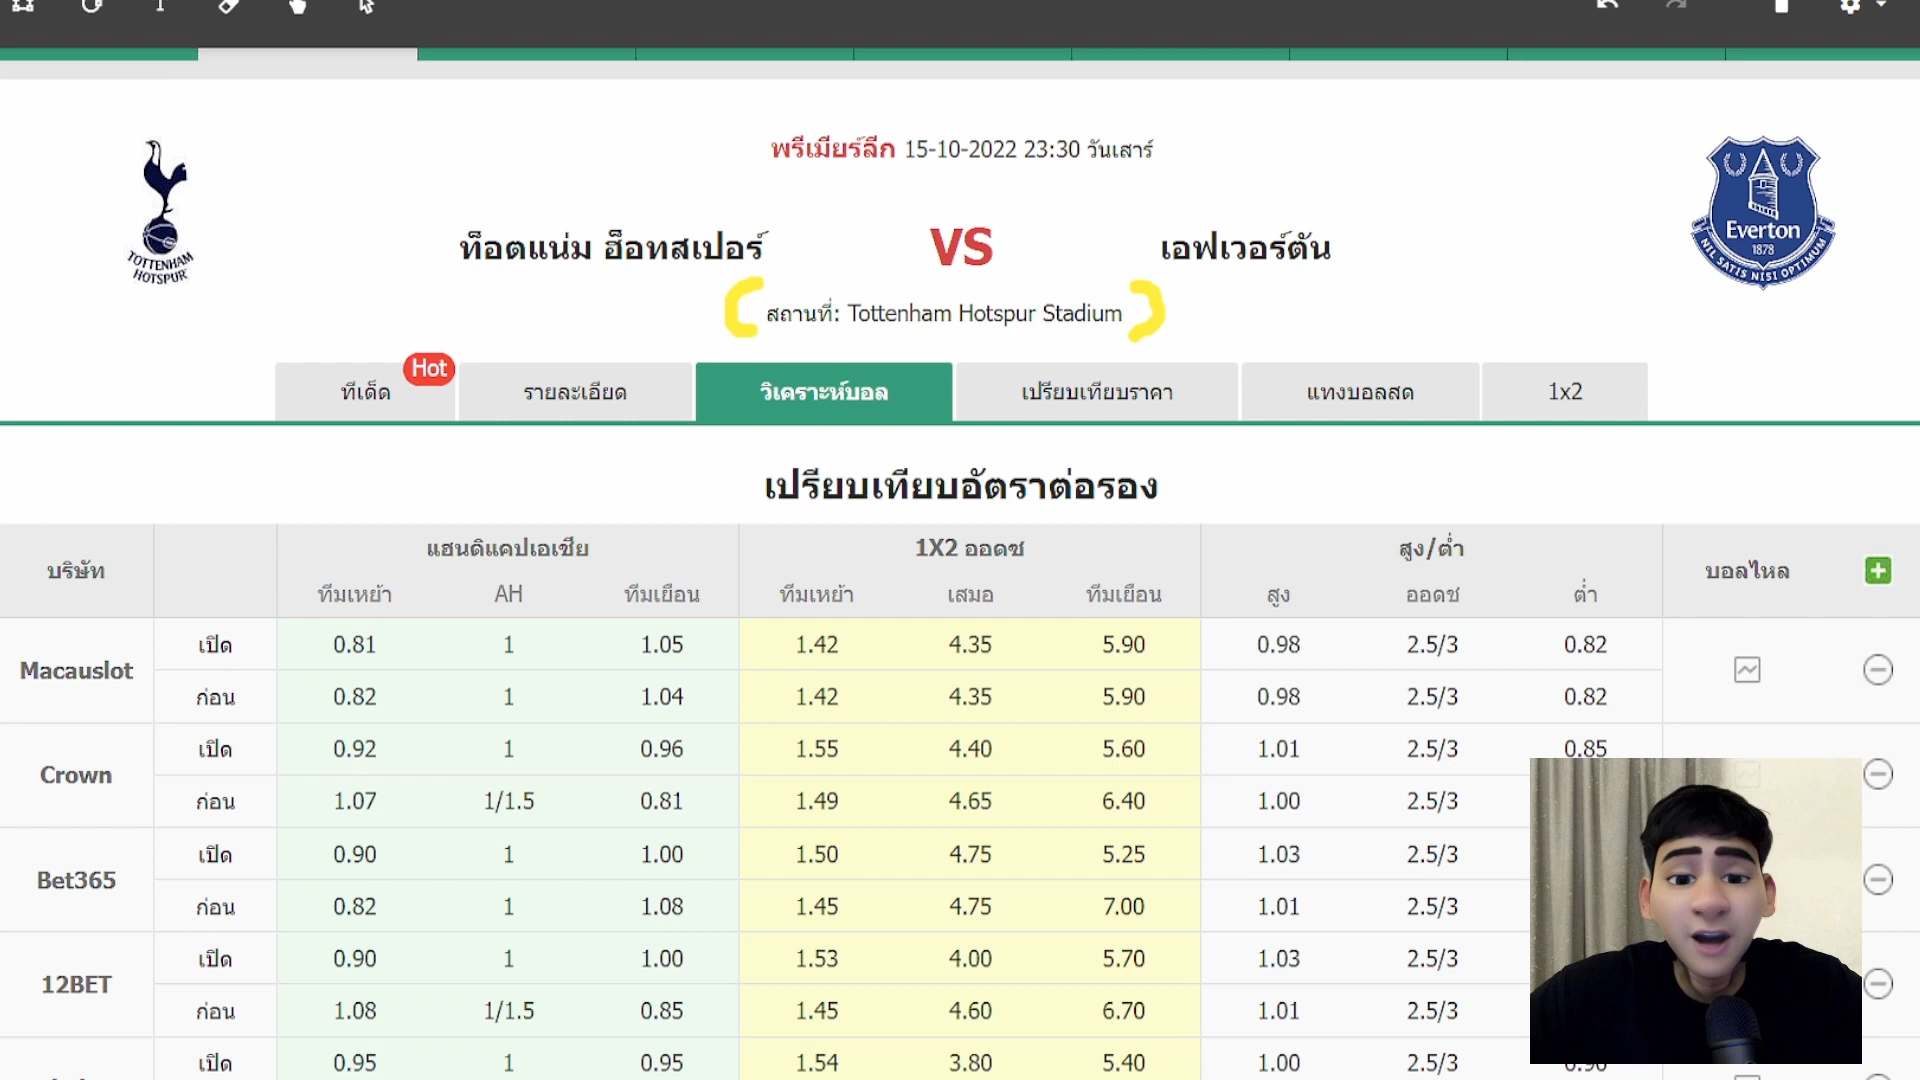 พรีเมียร์ลีก 15-10-2022 23:30 วันเสาร์
TOTTENHAM
HOTSPUR
ท็อตแน่ม ฮ็อทสเปอร์ VS เอฟเวอร์ตัน
Everton
1878
NIL SATIS NISI OPTIMUM
สถานที่: Tottenham Hotspur Stadium
ทีเด็ด Hot รายละเอียด วิเคราะห์บอล เปรียบเทียบราคา แทงบอลสด 1x2
เปรียบเทียบอัตราต่อรอง
บริษัท แฮนดิแคปเอเชีย 1X2 ออดซ์ สูง/ต่ำ บอลไหล
ทีมเหย้า AH ทีมเยือน ทีมเหย้า เสมอ ทีมเยือน สูง ออดซ์ ต่ำ
Macauslot
เปิด 0.81 1 1.05 1.42 4.35 5.90 0.98 2.5/3 0.82
ก่อน 0.82 1 1.04 1.42 4.35 5.90 0.98 2.5/3 0.82
Crown
เปิด 0.92 1 0.96 1.55 4.40 5.60 1.01 2.5/3 0.85
ก่อน 1.07 1/1.5 0.81 1.49 4.65 6.40 1.00 2.5/3
Bet365
เปิด 0.90 1 1.00 1.50 4.75 5.25 1.03 2.5/3
ก่อน 0.82 1 1.08 1.45 4.75 7.00 1.01 2.5/3
12BET
เปิด 0.90 1 1.00 1.53 4.00 5.70 1.03 2.5/3
ก่อน 1.08 1/1.5 0.85 1.45 4.60 6.70 1.01 2.5/3
เปิด 0.95 1 0.95 1.54 3.80 5.40 1.00 2.5/3